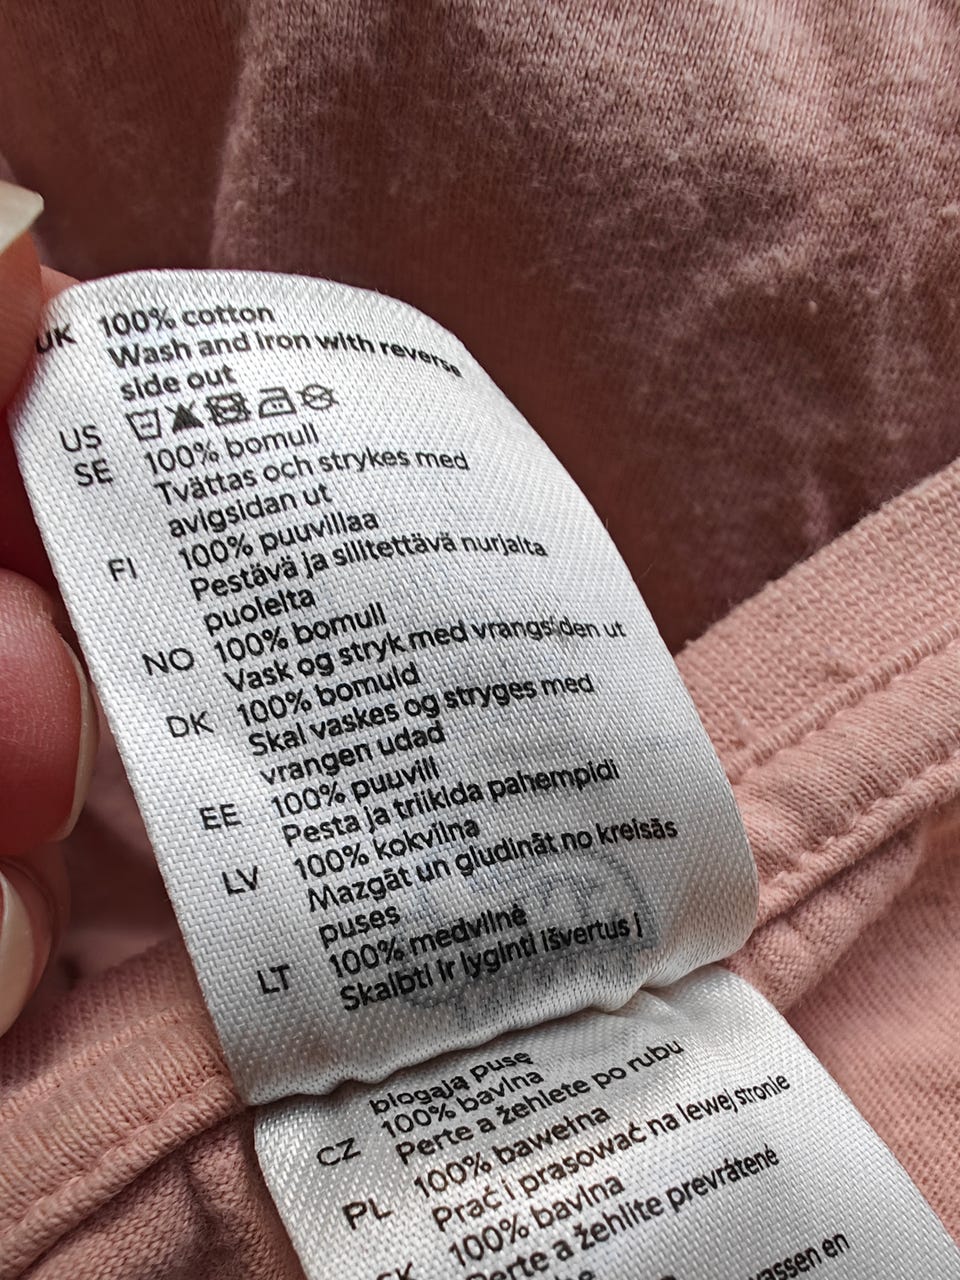 UK 100% cotton
Wash and iron with reverse
side out
US
SE 100% bomull
Tvättas och strykes med
avigsidan ut
FI 100% puuvillaa
Pestävä ja silitettävä nurjalta
puolelta
NO 100% bomull
Vask og stryk med vrangsiden ut
DK 100% bomuld
Skal vaskes og stryges med
vrangen udad
EE 100% puuvill
Pesta ja triikida pahempidi
LV 100% kokvilna
Mazgāt un gludināt no kreisās
puses
LT 100% medvilnė
Skalbti ir lyginti išvertus į
blogąją pusę
CZ 100% bavlna
Perte a žehlete po rubu
PL 100% bawełna
Prać i prasować na lewej stronie
SK 100% bavlna
Perte a žehlite prevrátené
wassen en